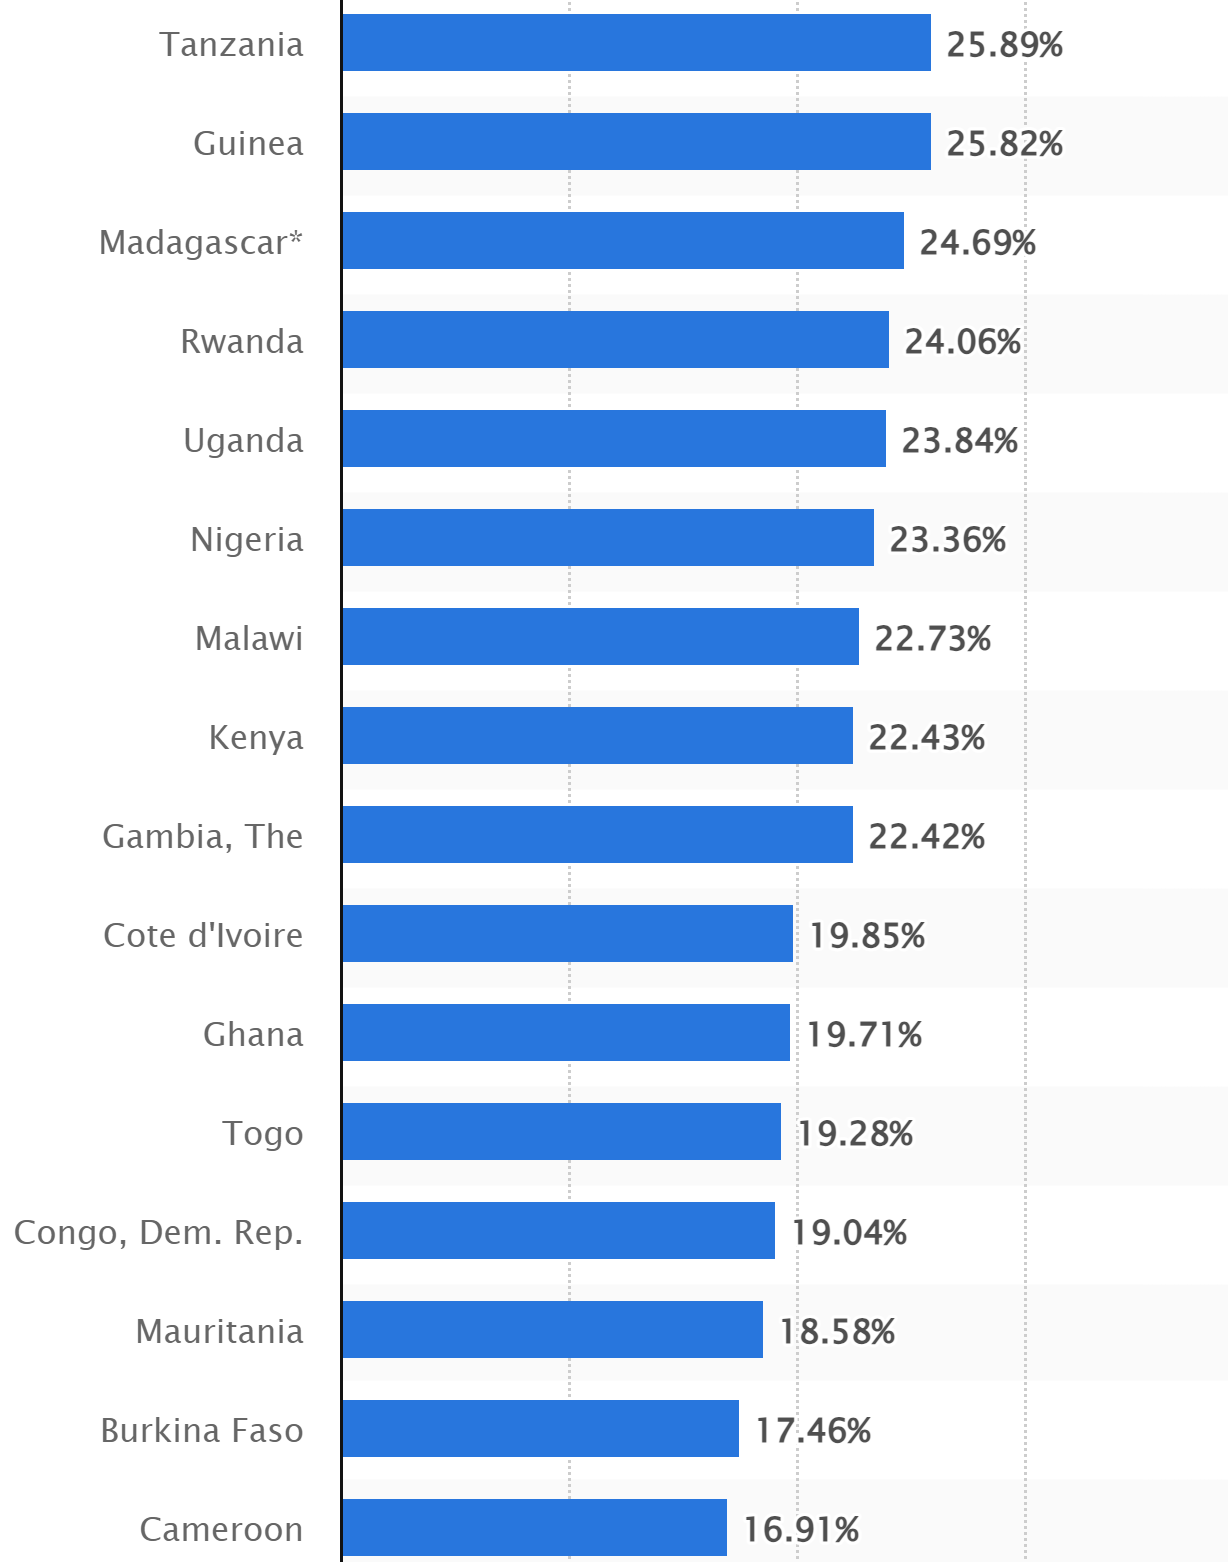 Tanzania 25.89%
Guinea 25.82%
Madagascar* 24.69%
Rwanda 24.06%
Uganda 23.84%
Nigeria 23.36%
Malawi 22.73%
Kenya 22.43%
Gambia, The 22.42%
Cote d'Ivoire 19.85%
Ghana 19.71%
Togo 19.28%
Congo, Dem. Rep. 19.04%
Mauritania 18.58%
Burkina Faso 17.46%
Cameroon 16.91%